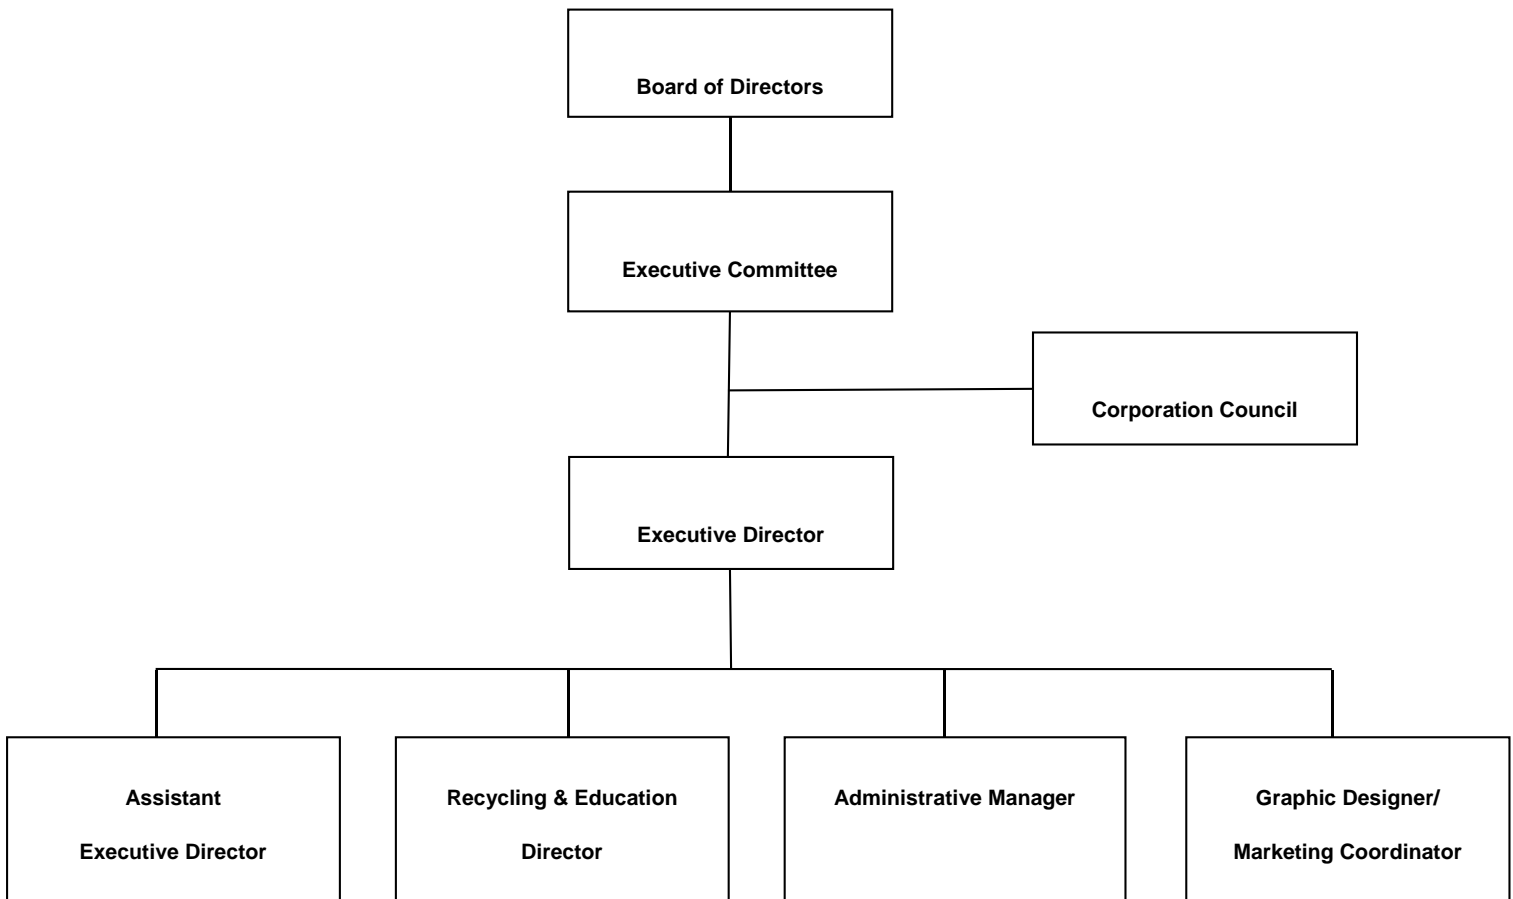 Board of Directors
Executive Committee
Corporation Council
Executive Director
Assistant
Executive Director
Recycling & Education
Director
Administrative Manager
Graphic Designer/
Marketing Coordinator